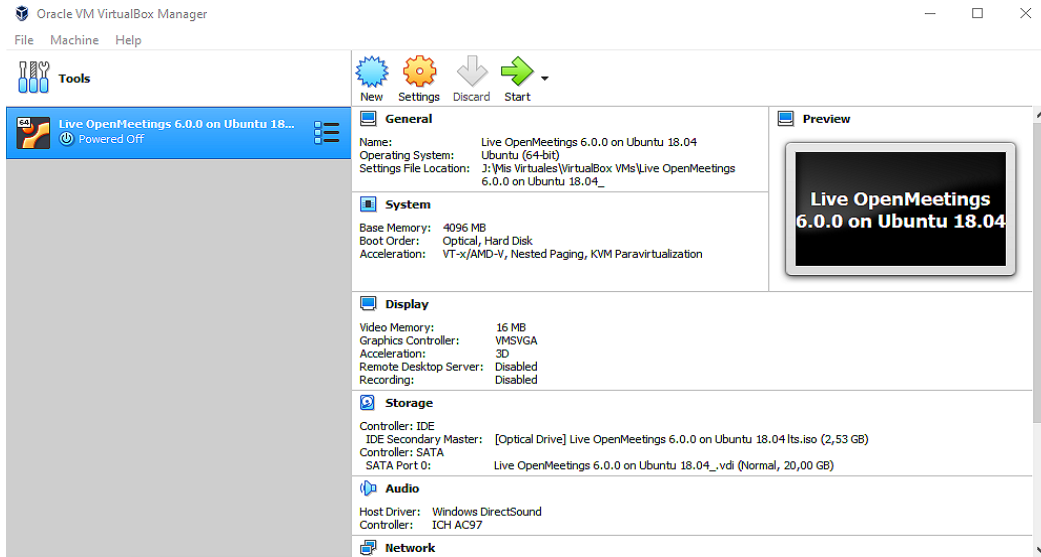 Oracle VM VirtualBox Manager
File Machine Help
Tools
New Settings Discard Start
64
Live OpenMeetings 6.0.0 on Ubuntu 18...
Powered Off
General
Name: Live OpenMeetings 6.0.0 on Ubuntu 18.04
Operating System: Ubuntu (64-bit)
Settings File Location: J:\Mis Virtuales\VirtualBox VMs\Live OpenMeetings
6.0.0 on Ubuntu 18.04_
Preview
Live OpenMeetings
6.0.0 on Ubuntu 18.04
System
Base Memory: 4096 MB
Boot Order: Optical, Hard Disk
Acceleration: VT-x/AMD-V, Nested Paging, KVM Paravirtualization
Display
Video Memory: 16 MB
Graphics Controller: VMSVGA
Acceleration: 3D
Remote Desktop Server: Disabled
Recording: Disabled
Storage
Controller: IDE
IDE Secondary Master: [Optical Drive] Live OpenMeetings 6.0.0 on Ubuntu 18.04 lts.iso (2,53 GB)
Controller: SATA
SATA Port 0: Live OpenMeetings 6.0.0 on Ubuntu 18.04_.vdi (Normal, 20,00 GB)
Audio
Host Driver: Windows DirectSound
Controller: ICH AC97
Network